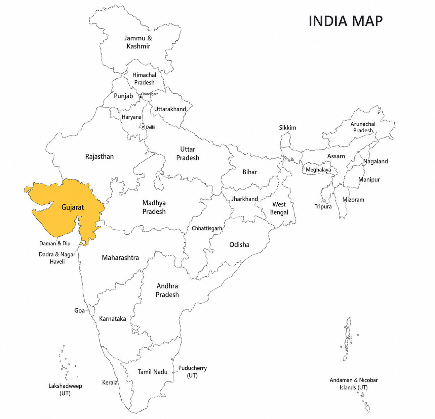 INDIA MAP
Jammu &
Kashmir
Himachal
Pradesh
Punjab
Uttarakhand
Haryana
Delhi
Arunachal
Pradesh
Sikkim
Rajasthan
Uttar
Pradesh
Assam
Nagaland
Bihar
Meghalaya
Manipur
Gujarat
Madhya
Pradesh
Jharkhand
West
Bengal
Tripura
Mizoram
Chhattisgarh
Daman & Diu
Dadra & Nagar
Haveli
Odisha
Maharashtra
Andhra
Pradesh
Goa
Karnataka
Lakshadweep
(UT)
Kerala
Tamil Nadu
Puducherry
(UT)
Andaman & Nicobar
Islands (UT)